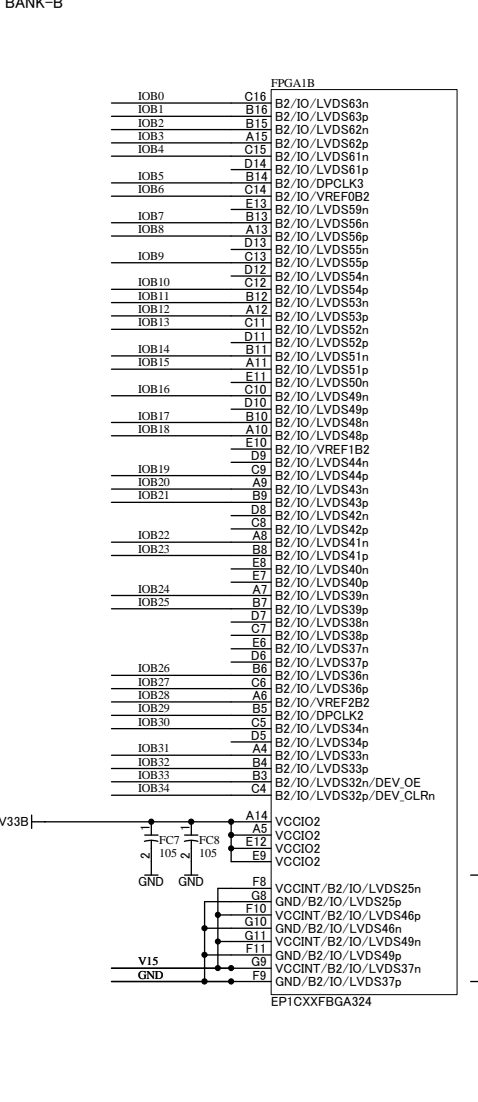 BANK-B
FPGA1B
IOB0 C16 B2/IO/LVDS63n
IOB1 B16 B2/IO/LVDS63p
IOB2 B15 B2/IO/LVDS62n
IOB3 A15 B2/IO/LVDS62p
IOB4 C15 B2/IO/LVDS61n
D14 B2/IO/LVDS61p
IOB5 B14 B2/IO/DPCLK3
IOB6 C14 B2/IO/VREF0B2
E13 B2/IO/LVDS59n
IOB7 B13 B2/IO/LVDS56n
IOB8 A13 B2/IO/LVDS56p
D13 B2/IO/LVDS55n
IOB9 C13 B2/IO/LVDS55p
D12 B2/IO/LVDS54n
IOB10 C12 B2/IO/LVDS54p
IOB11 B12 B2/IO/LVDS53n
IOB12 A12 B2/IO/LVDS53p
IOB13 C11 B2/IO/LVDS52n
D11 B2/IO/LVDS52p
IOB14 B11 B2/IO/LVDS51n
IOB15 A11 B2/IO/LVDS51p
E11 B2/IO/LVDS50n
IOB16 C10 B2/IO/LVDS49n
D10 B2/IO/LVDS49p
IOB17 B10 B2/IO/LVDS48n
IOB18 A10 B2/IO/LVDS48p
E10 B2/IO/VREF1B2
D9 B2/IO/LVDS44n
IOB19 C9 B2/IO/LVDS44p
IOB20 A9 B2/IO/LVDS43n
IOB21 B9 B2/IO/LVDS43p
D8 B2/IO/LVDS42n
C8 B2/IO/LVDS42p
IOB22 A8 B2/IO/LVDS41n
IOB23 B8 B2/IO/LVDS41p
E8 B2/IO/LVDS40n
E7 B2/IO/LVDS40p
IOB24 A7 B2/IO/LVDS39n
IOB25 B7 B2/IO/LVDS39p
D7 B2/IO/LVDS38n
C7 B2/IO/LVDS38p
E6 B2/IO/LVDS37n
D6 B2/IO/LVDS37p
IOB26 B6 B2/IO/LVDS36n
IOB27 C6 B2/IO/LVDS36p
IOB28 A6 B2/IO/VREF2B2
IOB29 B5 B2/IO/DPCLK2
IOB30 C5 B2/IO/LVDS34n
D5 B2/IO/LVDS34p
IOB31 A4 B2/IO/LVDS33n
IOB32 B4 B2/IO/LVDS33p
IOB33 B3 B2/IO/LVDS32n/DEV_OE
IOB34 C4 B2/IO/LVDS32p/DEV_CLRn
V33B A14 VCCIO2
A5 VCCIO2
E12 VCCIO2
E9 VCCIO2
1 FC7 2 105 GND
1 FC8 2 105 GND
F8 VCCINT/B2/IO/LVDS25n
G8 GND/B2/IO/LVDS25p
F10 VCCINT/B2/IO/LVDS46p
G10 GND/B2/IO/LVDS46n
G11 VCCINT/B2/IO/LVDS49n
F11 GND/B2/IO/LVDS49p
V15 G9 VCCINT/B2/IO/LVDS37n
GND F9 GND/B2/IO/LVDS37p
EP1CXXFBGA324